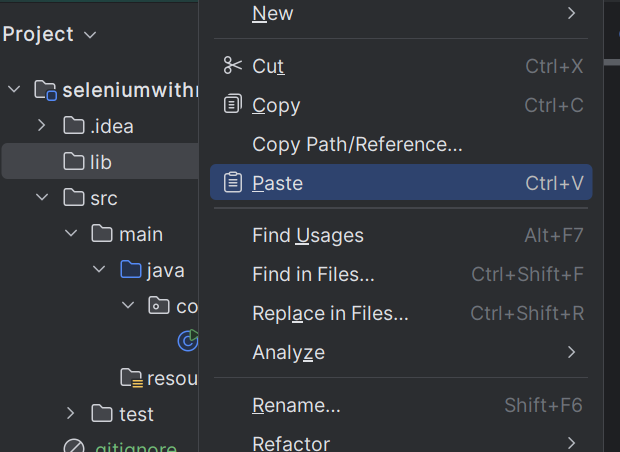 Project
seleniumwith
.idea
lib
src
main
java
co
resou
test
.gitignore
New
Cut Ctrl+X
Copy Ctrl+C
Copy Path/Reference...
Paste Ctrl+V
Find Usages Alt+F7
Find in Files... Ctrl+Shift+F
Replace in Files... Ctrl+Shift+R
Analyze
Rename... Shift+F6
Refactor